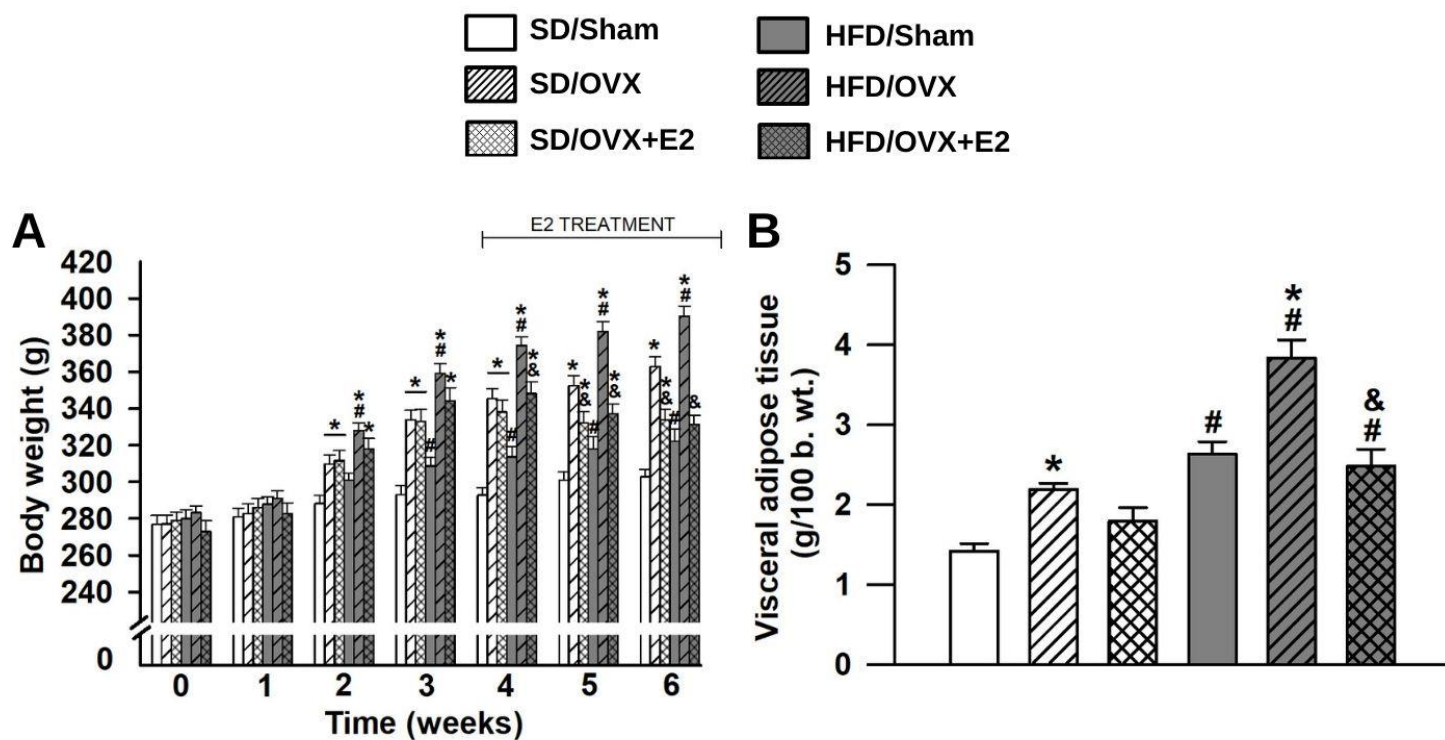 SD/Sham
HFD/Sham
SD/OVX
HFD/OVX
SD/OVX+E2
HFD/OVX+E2
A
E2 TREATMENT
Body weight (g)
420
400
380
360
340
320
300
280
260
240
0
* 
* # *
* # * # *
* # * # * &
* * & # * # * &
* * & # * # &
0 1 2 3 4 5 6
Time (weeks)
B
Visceral adipose tissue
(g/100 b. wt.)
5
4
3
2
1
0
*
#
*
#
&
#